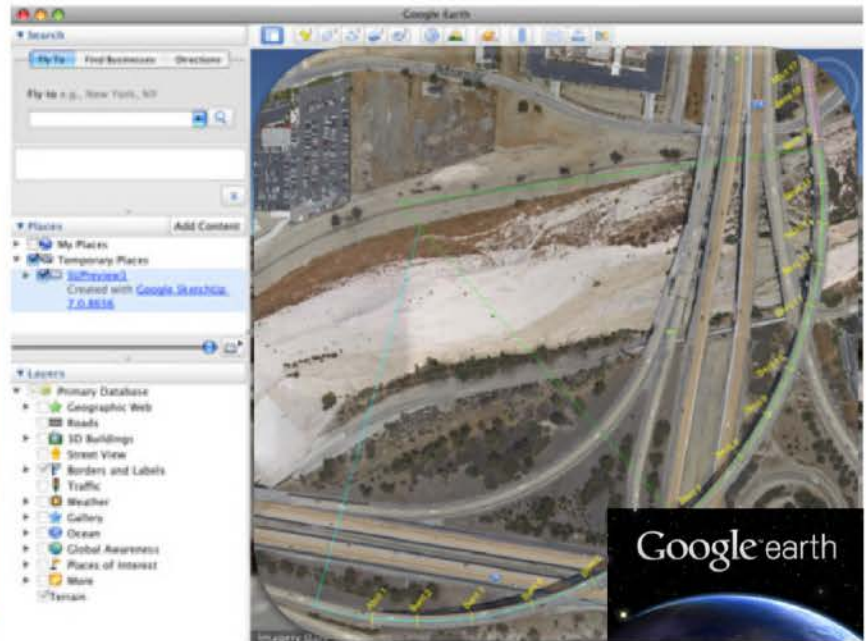 Google Earth
Search
Fly To Find Businesses Directions
Fly to e.g., New York, NY
Places Add Content
My Places
Temporary Places
SUPreview1
Created with Google SketchUp
7.0.8656
Layers
Primary Database
Geographic Web
Roads
3D Buildings
Street View
Borders and Labels
Traffic
Weather
Gallery
Ocean
Global Awareness
Places of Interest
More
Terrain
Google earth